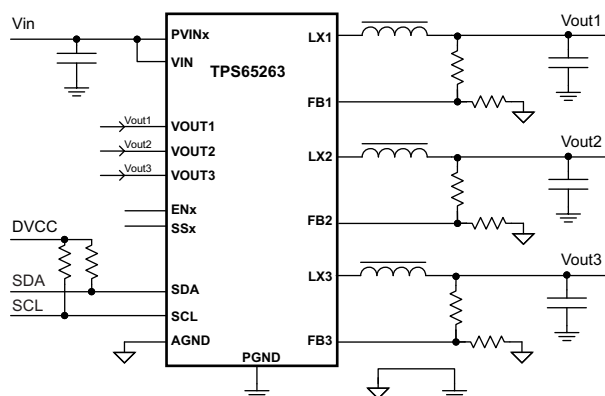 Vin
PVINx
VIN
TPS65263
LX1
Vout1
FB1
Vout1
VOUT1
Vout2
VOUT2
Vout3
VOUT3
LX2
Vout2
FB2
ENx
SSx
DVCC
SDA
SDA
SCL
SCL
AGND
PGND
LX3
Vout3
FB3